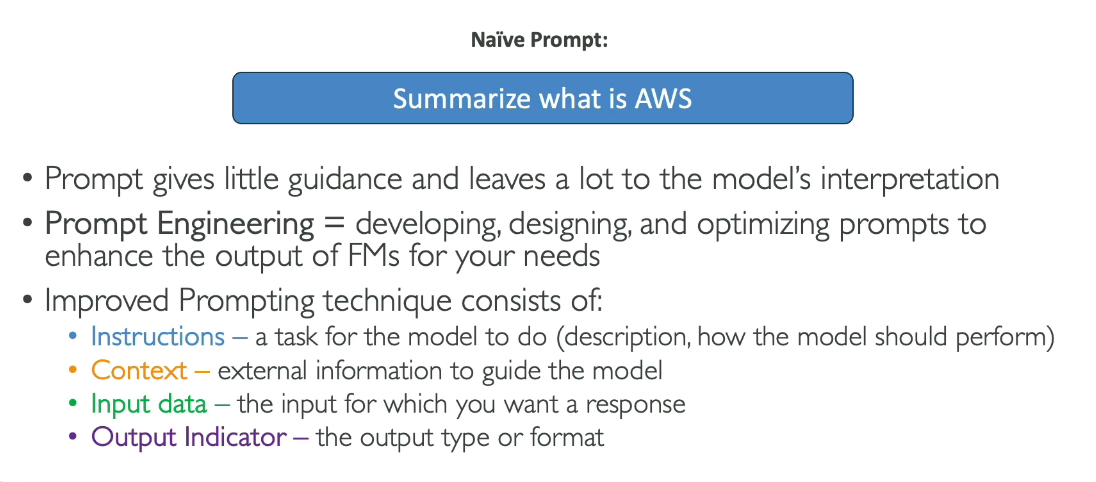 Naïve Prompt:
Summarize what is AWS
• Prompt gives little guidance and leaves a lot to the model's interpretation
• Prompt Engineering = developing, designing, and optimizing prompts to
enhance the output of FMs for your needs
• Improved Prompting technique consists of:
• Instructions – a task for the model to do (description, how the model should perform)
• Context – external information to guide the model
• Input data – the input for which you want a response
• Output Indicator – the output type or format